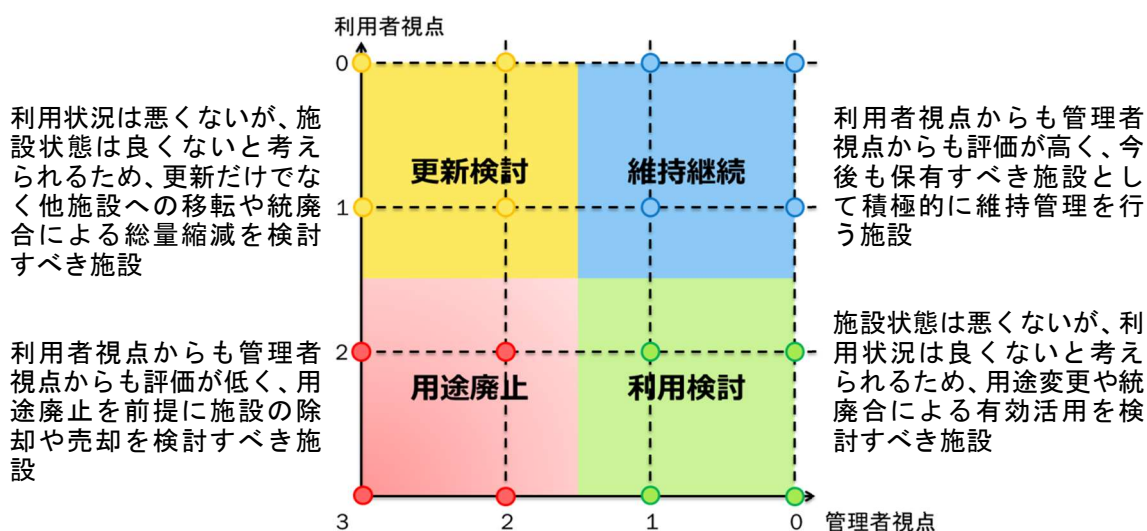 利用者視点
0
利用状況は悪くないが、施
設状態は良くないと考え
られるため、更新だけでな
く他施設への移転や統廃
合による総量縮減を検討
すべき施設
更新検討
維持継続
利用者視点からも管理者
視点からも評価が高く、今
後も保有すべき施設とし
て積極的に維持管理を行
う施設
1
利用者視点からも管理者
視点からも評価が低く、用
途廃止を前提に施設の除
却や売却を検討すべき施
設
2
用途廃止
利用検討
施設状態は悪くないが、利
用状況は良くないと考え
られるため、用途変更や統
廃合による有効活用を検
討すべき施設
3
2
1
0
管理者視点